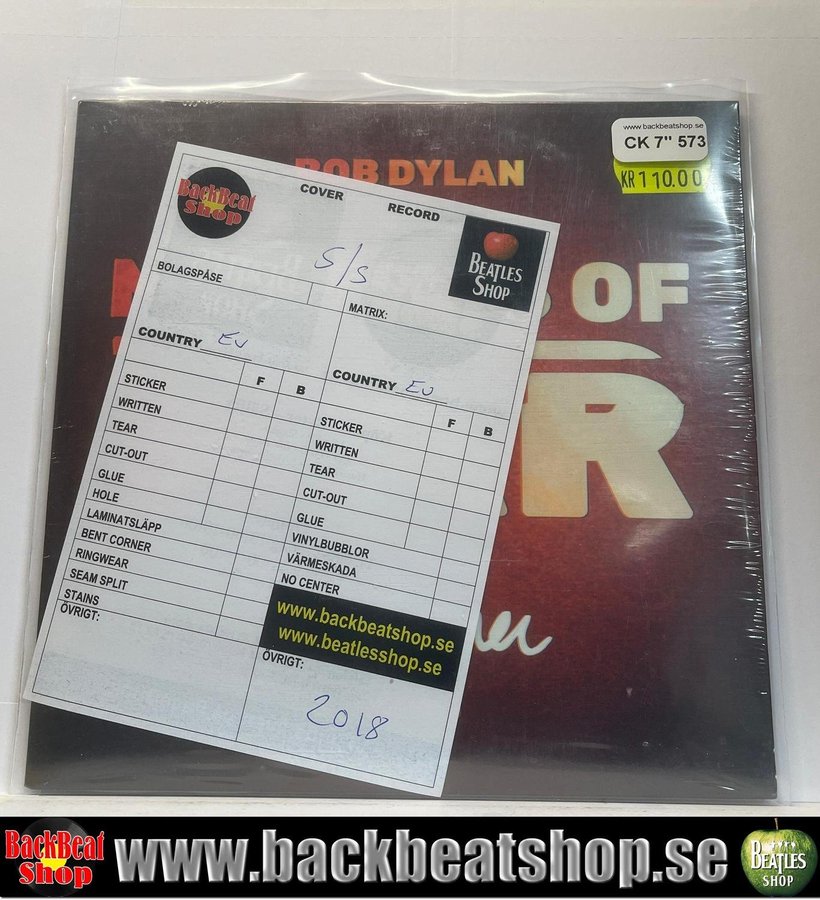 www.backbeatshop.se
CK 7" 573
KR 110.00
BOB DYLAN
OF
BackBeat
Shop
COVER
RECORD
BEATLES
SHOP
S/S
BOLAGSPÅSE
MATRIX:
COUNTRY EU
COUNTRY EU
F B
STICKER
WRITTEN
TEAR
CUT-OUT
GLUE
HOLE
LAMINATSLÄPP
BENT CORNER
RINGWEAR
SEAM SPLIT
STAINS
ÖVRIGT:
F B
STICKER
WRITTEN
TEAR
CUT-OUT
GLUE
VINYLBUBBLOR
VÄRMESKADA
NO CENTER
www.backbeatshop.se
www.beatlesshop.se
ÖVRIGT:
2018
BackBeat
Shop
www.backbeatshop.se
BEATLES
SHOP